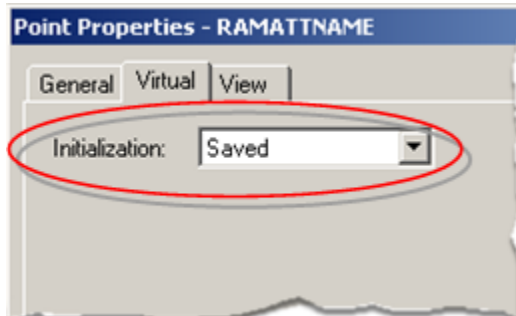 Point Properties - RAMATTNAME
General Virtual View
Initialization: Saved